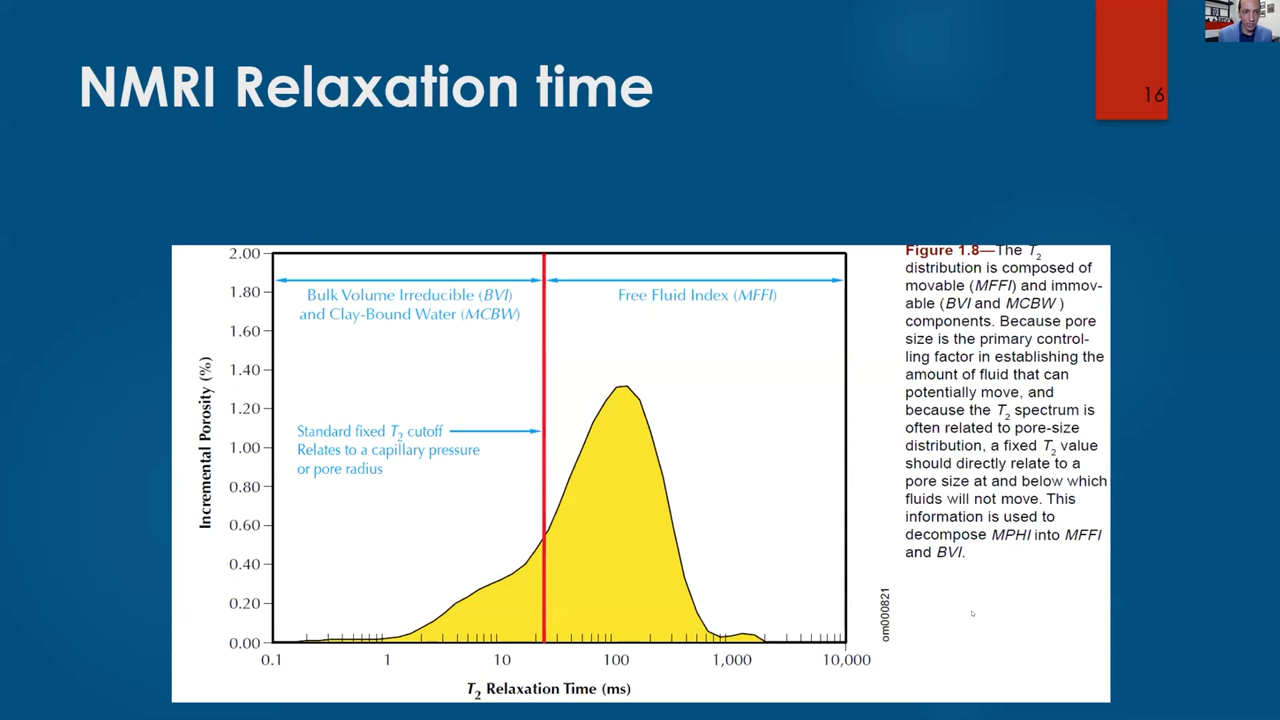 NMRI Relaxation time
16
2.00
1.80
1.60
1.40
1.20
1.00
0.80
0.60
0.40
0.20
0.00
Incremental Porosity (%)
Bulk Volume Irreducible (BVI)
and Clay-Bound Water (MCBW)
Free Fluid Index (MFFI)
Standard fixed T2 cutoff
Relates to a capillary pressure
or pore radius
0.1
1
10
100
1,000
10,000
T2 Relaxation Time (ms)
om000821
Figure 1.8—The T2
distribution is composed of
movable (MFFI) and immov-
able (BVI and MCBW )
components. Because pore
size is the primary control-
ling factor in establishing the
amount of fluid that can
potentially move, and
because the T2 spectrum is
often related to pore-size
distribution, a fixed T2 value
should directly relate to a
pore size at and below which
fluids will not move. This
information is used to
decompose MPHI into MFFI
and BVI.